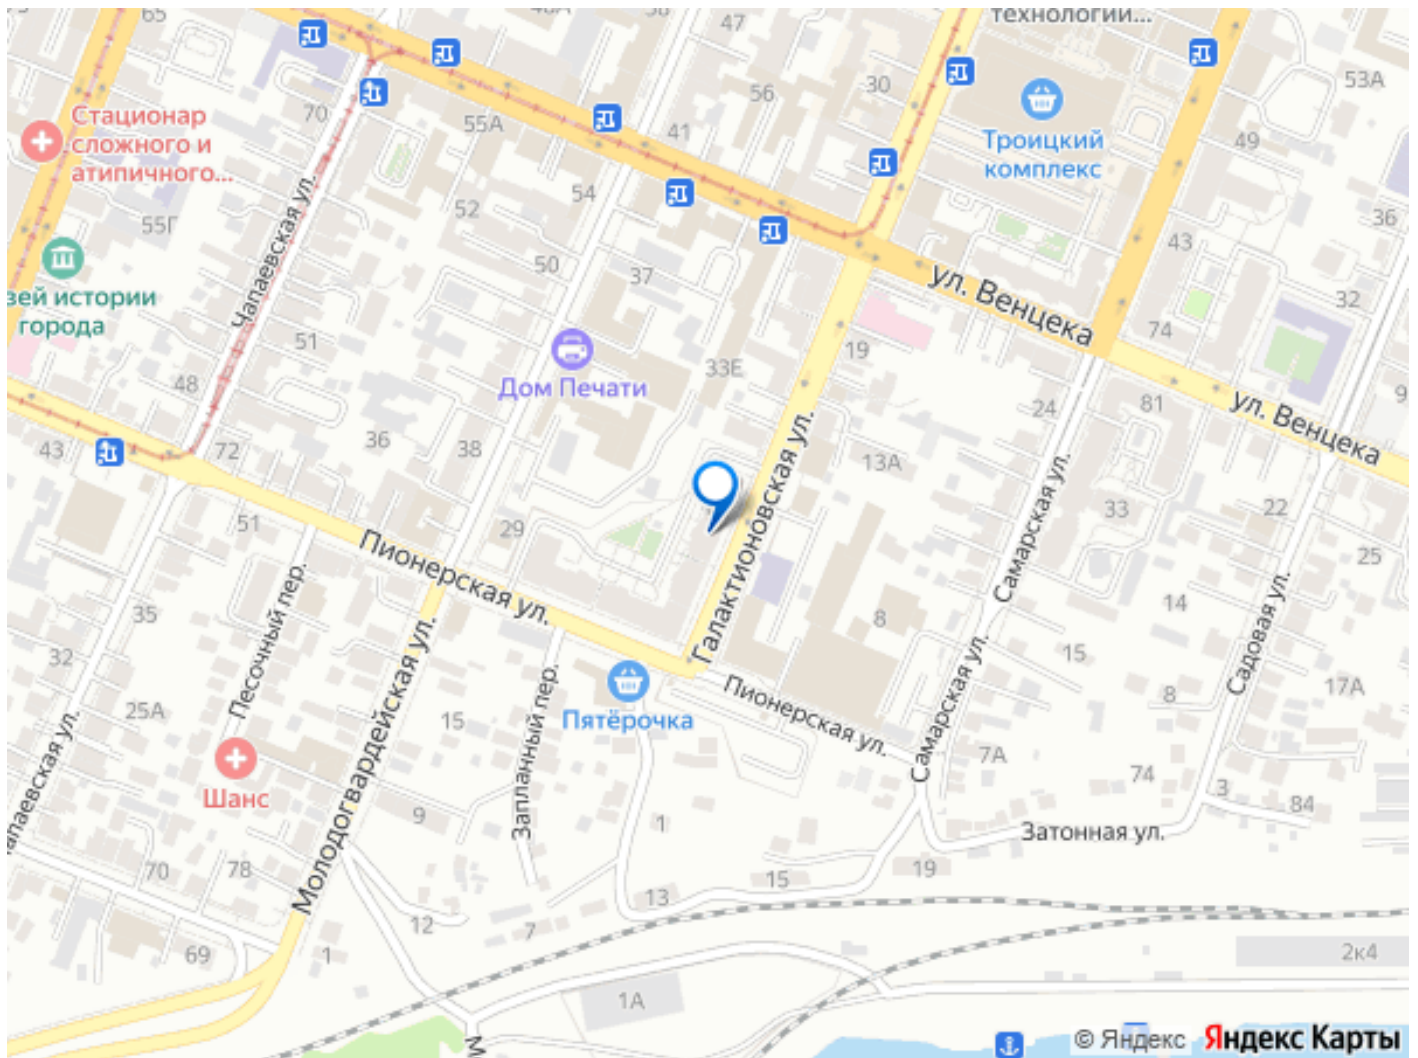 65
48А
58
47
технологии...
70
56
30
53А
Стационар
сложного и
атипичного...
55А
41
Троицкий
комплекс
49
55Г
52
54
43
36
Чапаевская ул.
50
37
ул. Венцека
32
зей истории
города
51
Дом Печати
33Е
19
74
48
43
72
36
38
13А
24
81
ул. Венцека
9
51
29
Пионерская ул.
Галактионовская ул.
Самарская ул.
33
22
25
35
Песочный пер.
8
14
Садовая ул.
32
25А
Молодогвардейская ул.
15
Запланный пер.
Пятёрочка
Пионерская ул.
Самарская ул.
15
8
17А
7А
74
3
84
Шанс
9
1
Затонная ул.
апаевская ул.
70
78
13
15
19
12
7
69
1
1А
2к4
М
© Яндекс Яндекс Карты